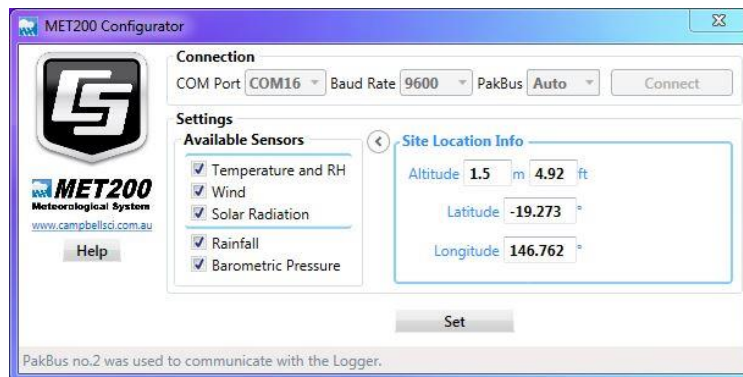 MET200 Configurator
Connection
COM Port COM16 Baud Rate 9600 PakBus Auto Connect
Settings
Available Sensors
Temperature and RH
Wind
Solar Radiation
Rainfall
Barometric Pressure
Site Location Info
Altitude 1.5 m 4.92 ft
Latitude -19.273 °
Longitude 146.762 °
MET200
Meteorological System
www.campbellsci.com.au
Help
Set
PakBus no.2 was used to communicate with the Logger.